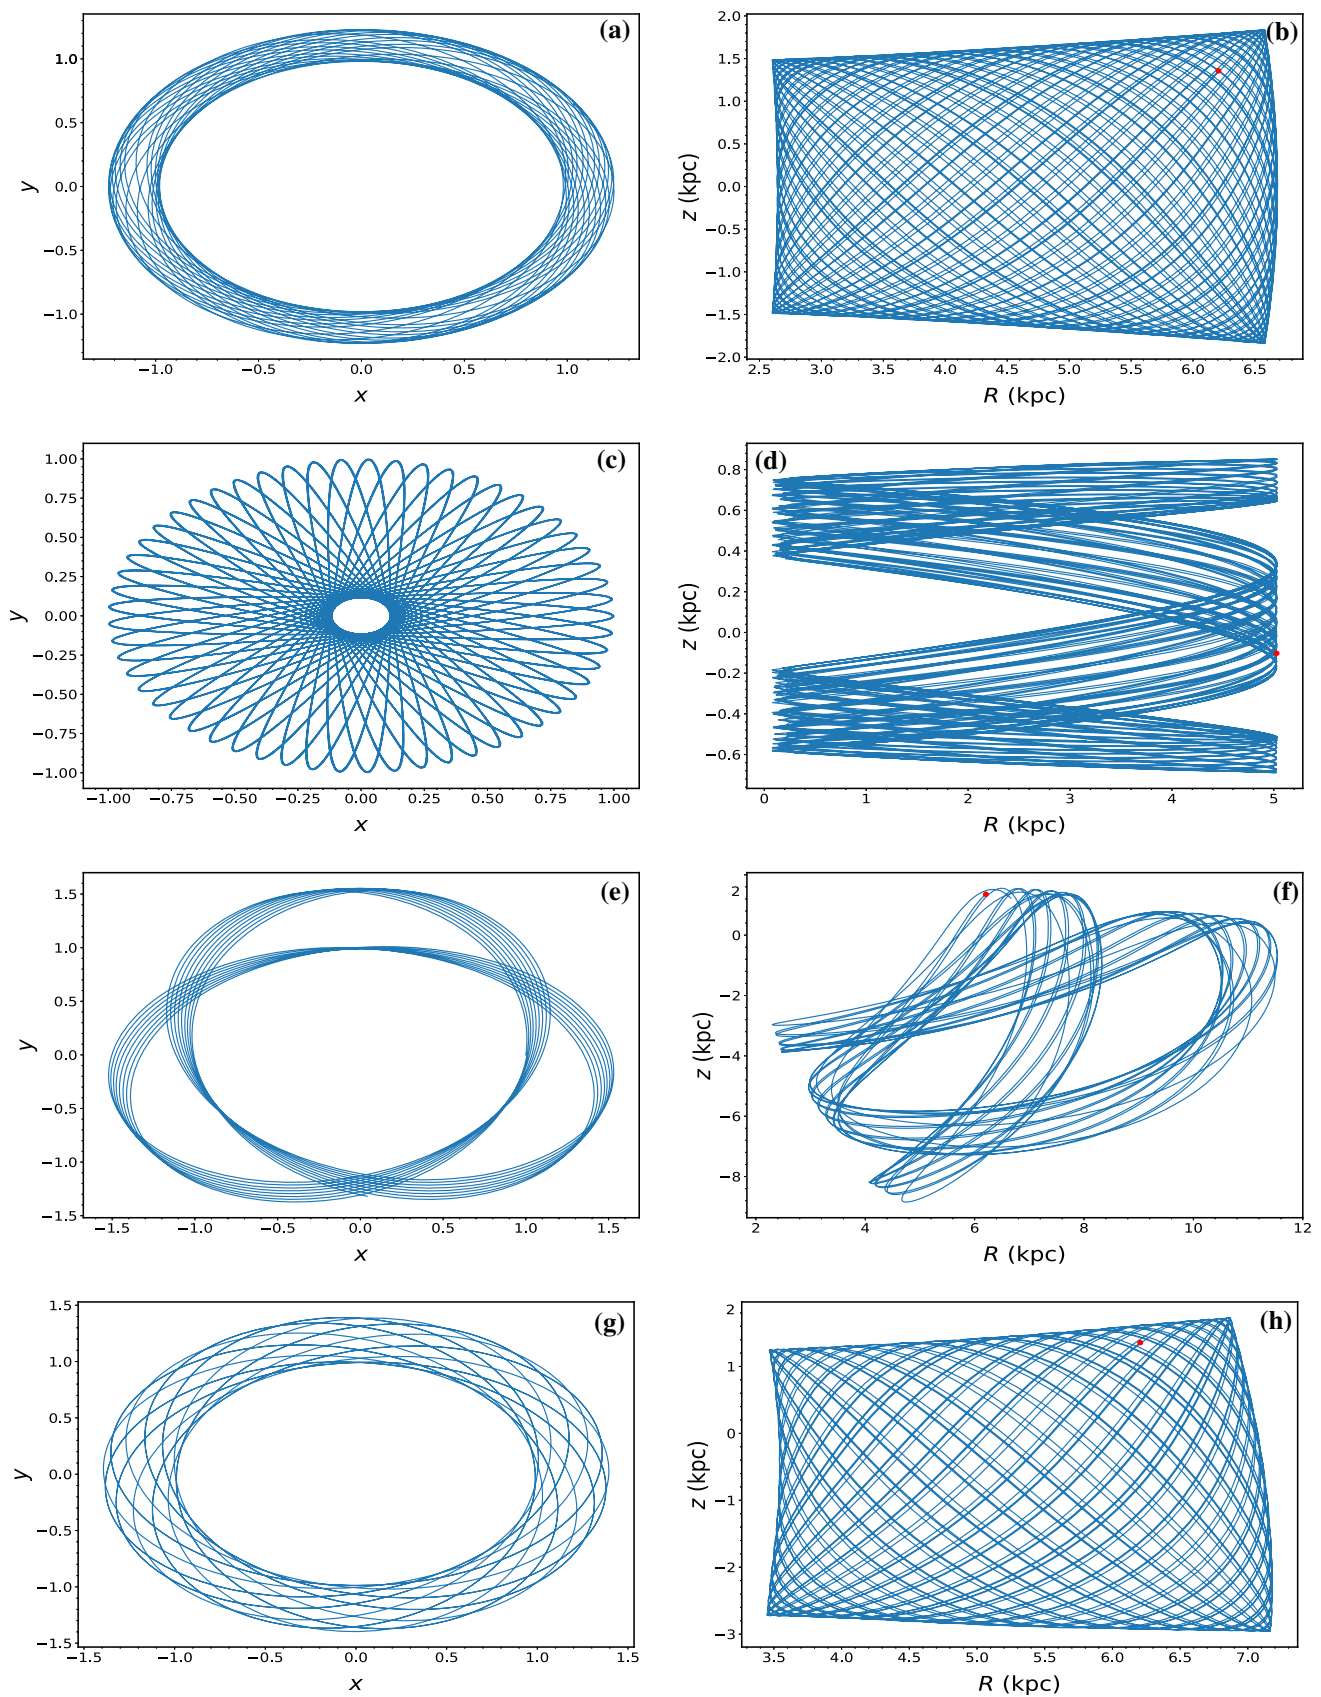 (a)
1.0
0.5
0.0
−0.5
−1.0
y
−1.0 −0.5 0.0 0.5 1.0
x
(b)
2.0
1.5
1.0
0.5
0.0
−0.5
−1.0
−1.5
−2.0
z (kpc)
2.5 3.0 3.5 4.0 4.5 5.0 5.5 6.0 6.5
R (kpc)
(c)
1.00
0.75
0.50
0.25
0.00
−0.25
−0.50
−0.75
−1.00
y
−1.00 −0.75 −0.50 −0.25 0.00 0.25 0.50 0.75 1.00
x
(d)
0.8
0.6
0.4
0.2
0.0
−0.2
−0.4
−0.6
z (kpc)
0 1 2 3 4 5
R (kpc)
(e)
1.5
1.0
0.5
0.0
−0.5
−1.0
−1.5
y
−1.5 −1.0 −0.5 0.0 0.5 1.0 1.5
x
(f)
2
0
−2
−4
−6
−8
z (kpc)
2 4 6 8 10 12
R (kpc)
(g)
1.5
1.0
0.5
0.0
−0.5
−1.0
−1.5
y
−1.5 −1.0 −0.5 0.0 0.5 1.0 1.5
x
(h)
2
1
0
−1
−2
−3
z (kpc)
3.5 4.0 4.5 5.0 5.5 6.0 6.5 7.0
R (kpc)